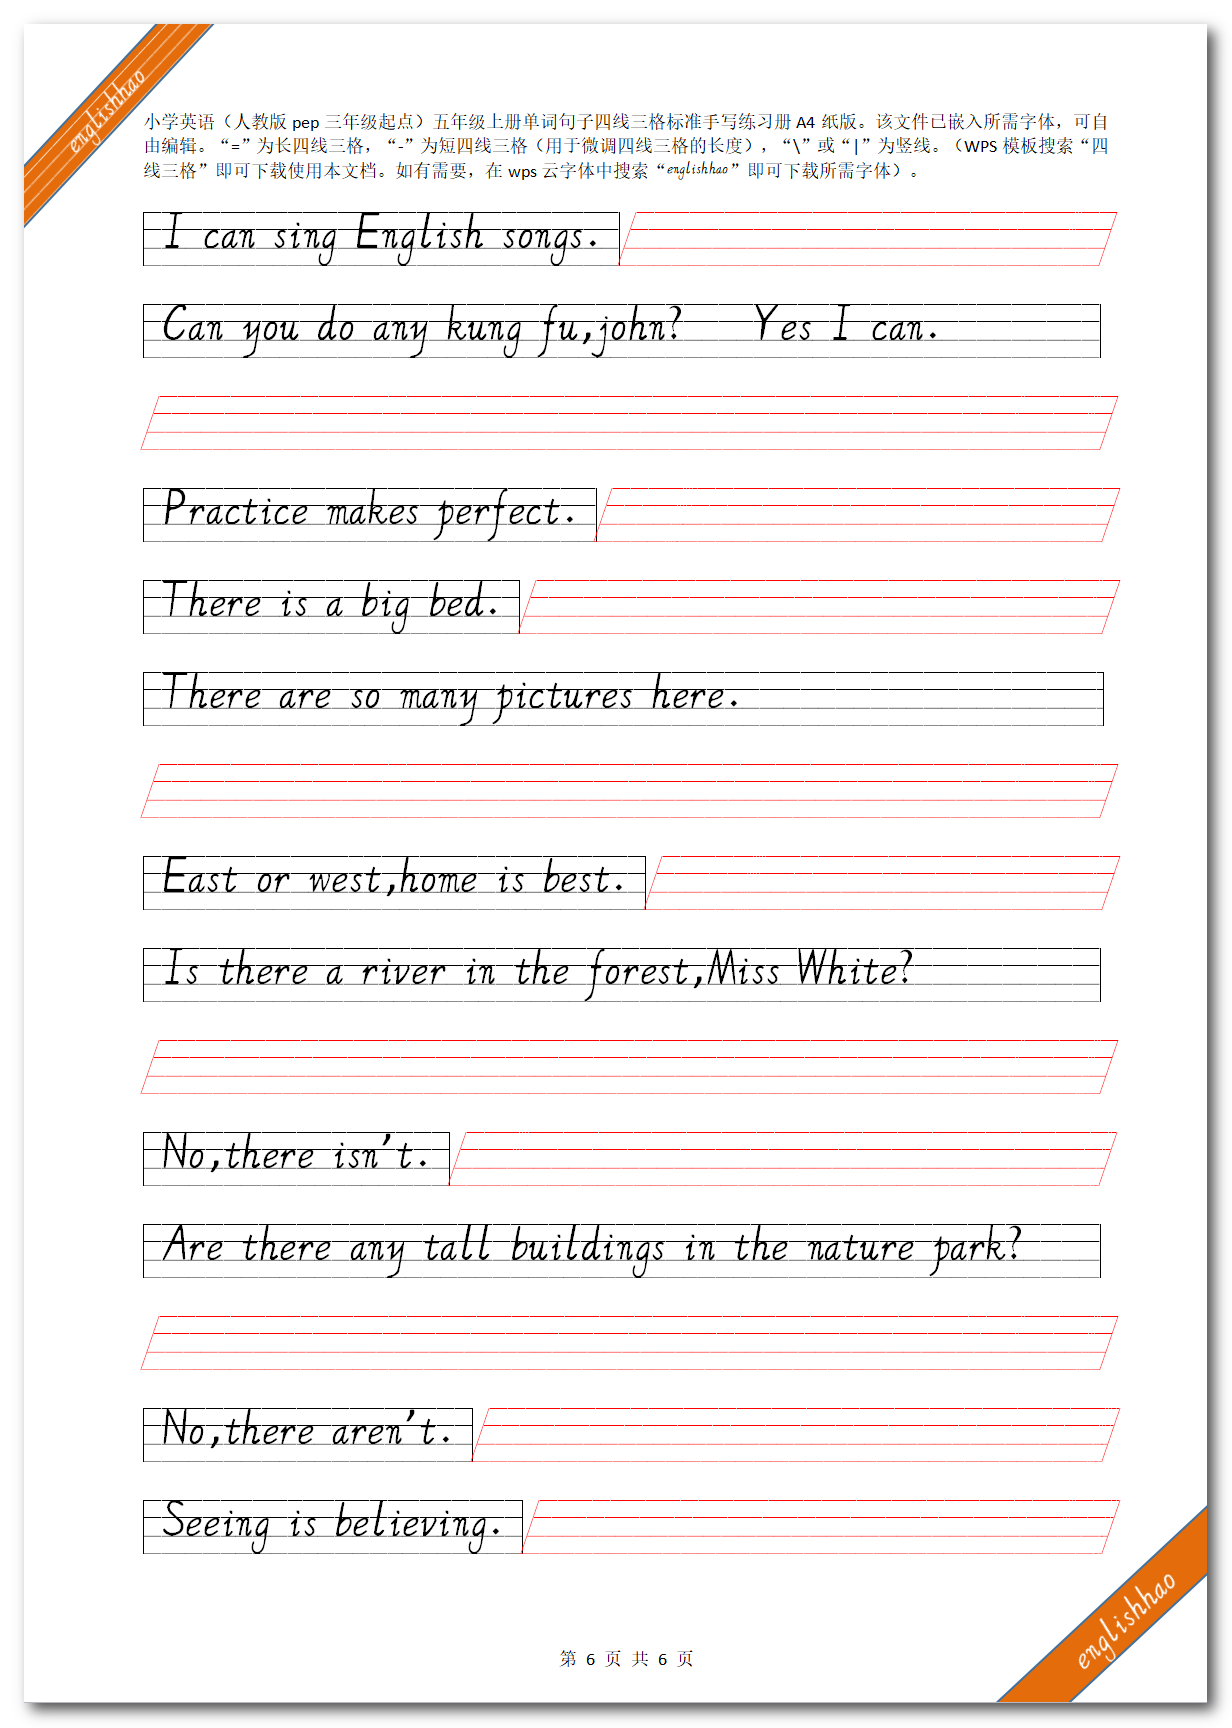 englishhao
小学英语（人教版 pep 三年级起点）五年级上册单词句子四线三格标准手写练习册 A4 纸版。该文件已嵌入所需字体，可自
由编辑。“=”为长四线三格，“-”为短四线三格（用于微调四线三格的长度），“\”或“|”为竖线。（WPS 模板搜索“四
线三格”即可下载使用本文档。如有需要，在 wps 云字体中搜索“englishhao”即可下载所需字体）。
I can sing English songs.
Can you do any kung fu,john? Yes I can.
Practice makes perfect.
There is a big bed.
There are so many pictures here.
East or west,home is best.
Is there a river in the forest,Miss White?
No,there isn't.
Are there any tall buildings in the nature park?
No,there aren't.
Seeing is believing.
englishhao
第 6 页 共 6 页